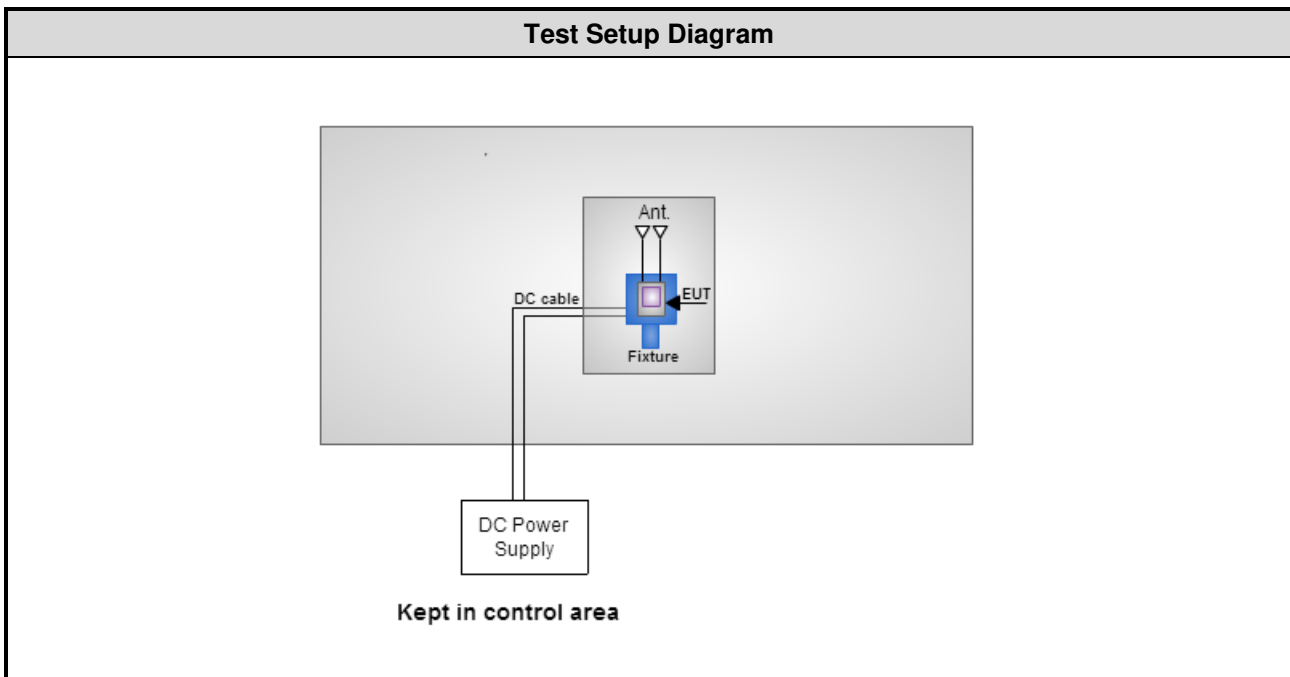 Test Setup Diagram
Ant.
DC cable
EUT
Fixture
DC Power
Supply
Kept in control area